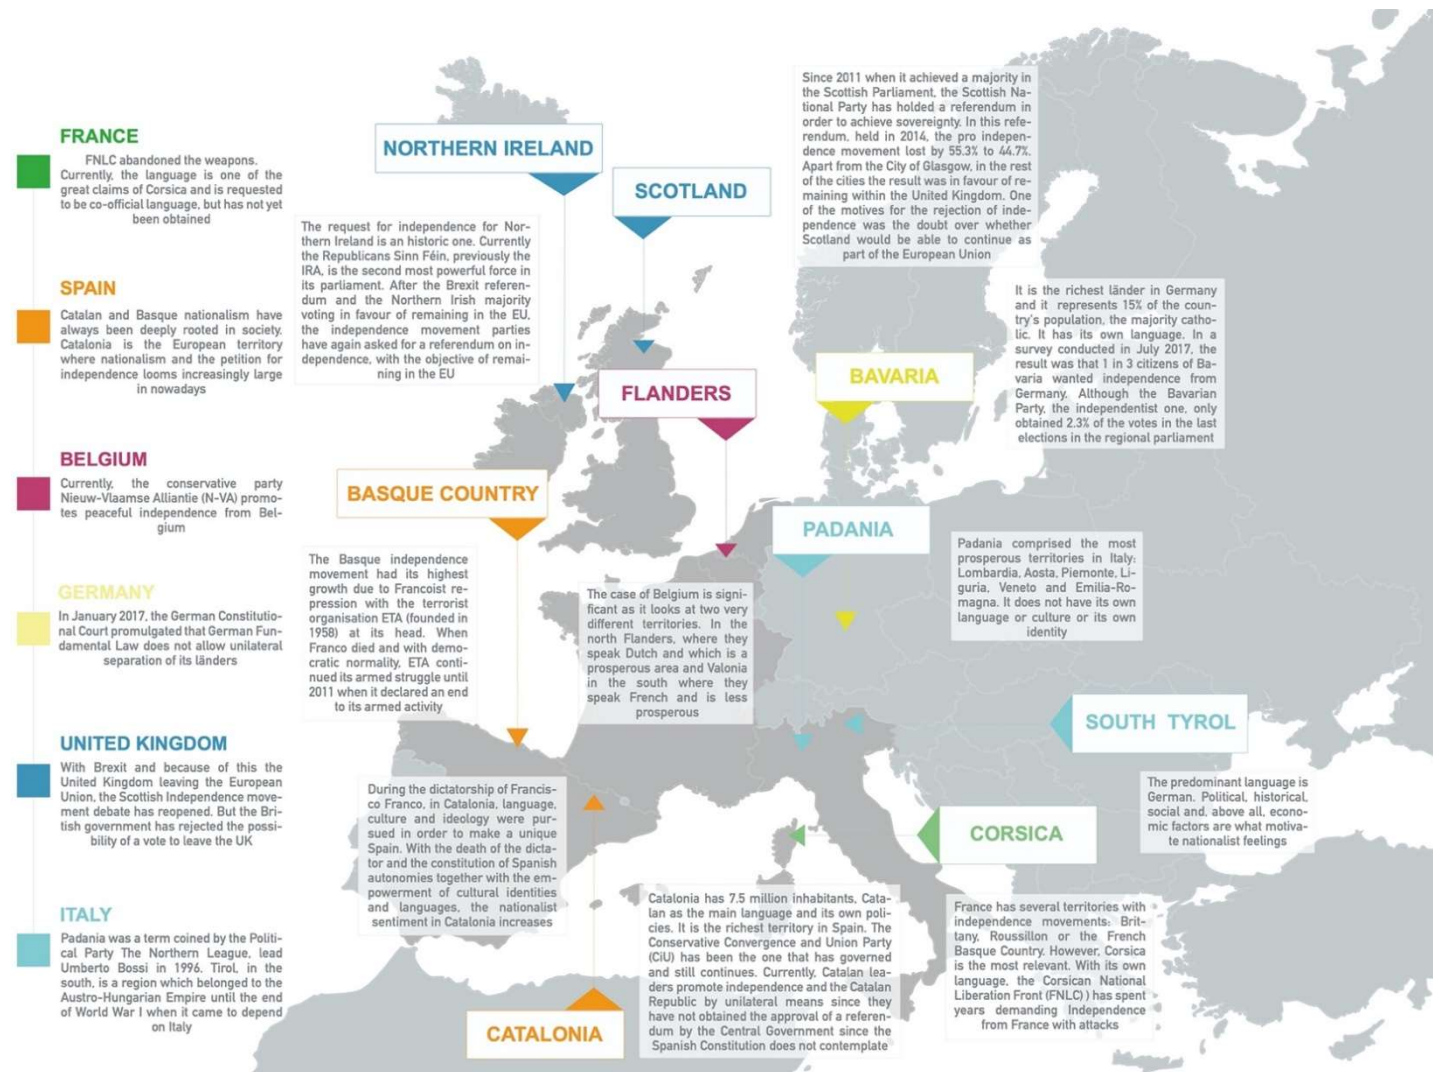 FRANCE
FNLC abandoned the weapons.
Currently, the language is one of the
great claims of Corsica and is requested
to be co-official language, but has not yet
been obtained
SPAIN
Catalan and Basque nationalism have
always been deeply rooted in society.
Catalonia is the European territory
where nationalism and the petition for
independence looms increasingly large
in nowadays
BELGIUM
Currently, the conservative party
Nieuw-Vlaamse Alliantie (N-VA) promo-
tes peaceful independence from Bel-
gium
GERMANY
In January 2017, the German Constitutio-
nal Court promulgated that German Fun-
damental Law does not allow unilateral
separation of its länders
UNITED KINGDOM
With Brexit and because of this the
United Kingdom leaving the European
Union, the Scottish Independence move-
ment debate has reopened. But the Bri-
tish government has rejected the possi-
bility of a vote to leave the UK
ITALY
Padania was a term coined by the Politi-
cal Party The Northern League, lead
Umberto Bossi in 1996. Tirol, in the
south, is a region which belonged to the
Austro-Hungarian Empire until the end
of World War I when it came to depend
on Italy
NORTHERN IRELAND
The request for independence for Nor-
thern Ireland is an historic one. Currently
the Republicans Sinn Féin, previously the
IRA, is the second most powerful force in
its parliament. After the Brexit referen-
dum and the Northern Irish majority
voting in favour of remaining in the EU,
the independence movement parties
have again asked for a referendum on in-
dependence, with the objective of remai-
ning in the EU
SCOTLAND
Since 2011 when it achieved a majority in
the Scottish Parliament, the Scottish Na-
tional Party has held a referendum in
order to achieve sovereignty. In this refe-
rendum, held in 2014, the pro indepen-
dence movement lost by 55.3% to 44.7%.
Apart from the City of Glasgow, in the rest
of the cities the result was in favour of re-
maining within the United Kingdom. One
of the motives for the rejection of inde-
pendence was the doubt over whether
Scotland would be able to continue as
part of the European Union
BAVARIA
It is the richest länder in Germany
and it represents 15% of the coun-
try's population, the majority catho-
lic. It has its own language. In a
survey conducted in July 2017, the
result was that 1 in 3 citizens of Ba-
varia wanted independence from
Germany. Although the Bavarian
Party, the independentist one, only
obtained 2.3% of the votes in the last
elections in the regional parliament
FLANDERS
The case of Belgium is signi-
ficant as it looks at two very
different territories. In the
north Flanders, where they
speak Dutch and which is a
prosperous area and Valonia
in the south where they
speak French and is less
prosperous
BASQUE COUNTRY
The Basque independence
movement had its highest
growth due to Francoist re-
pression with the terrorist
organisation ETA (founded in
1958) at its head. When
Franco died and with demo-
cratic normality, ETA conti-
nued its armed struggle until
2011 when it declared an end
to its armed activity
PADANIA
Padania comprised the most
prosperous territories in Italy:
Lombardia, Aosta, Piemonte, Li-
guria, Veneto and Emilia-Ro-
magna. It does not have its own
language or culture or its own
identity
SOUTH TYROL
The predominant language is
German. Political, historical,
social and, above all, econo-
mic factors are what motiva-
te nationalist feelings
CORSICA
France has several territories with
independence movements: Brit-
tany, Roussillon or the French
Basque Country. However, Corsica
is the most relevant. With its own
language, the Corsican National
Liberation Front (FNLC) ) has spent
years demanding Independence
from France with attacks
During the dictatorship of Francis-
co Franco, in Catalonia, language,
culture and ideology were pur-
sued in order to make a unique
Spain. With the death of the dicta-
tor and the constitution of Spanish
autonomies together with the em-
powerment of cultural identities
and languages, the nationalist
sentiment in Catalonia increases
Catalonia has 7.5 million inhabitants, Cata-
lan as the main language and its own poli-
cies. It is the richest territory in Spain. The
Conservative Convergence and Union Party
(CiU) has been the one that has governed
and still continues. Currently, Catalan lea-
ders promote independence and the Catalan
Republic by unilateral means since they
have not obtained the approval of a referen-
dum by the Central Government since the
Spanish Constitution does not contemplate
CATALONIA